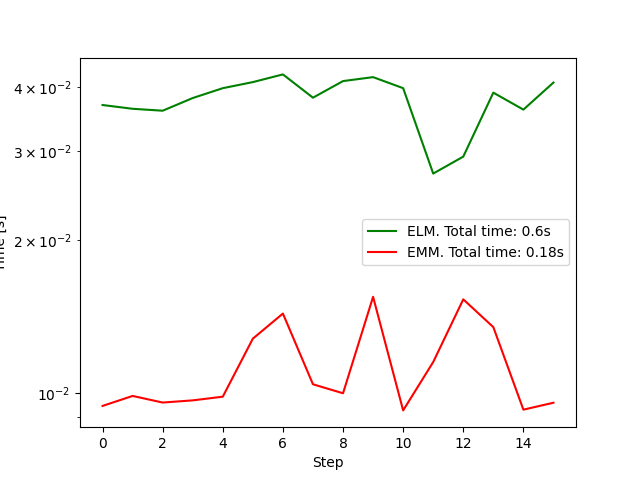 4 × 10⁻²
3 × 10⁻²
2 × 10⁻²
10⁻²
Time [s]
ELM. Total time: 0.6s
EMM. Total time: 0.18s
0 2 4 6 8 10 12 14
Step